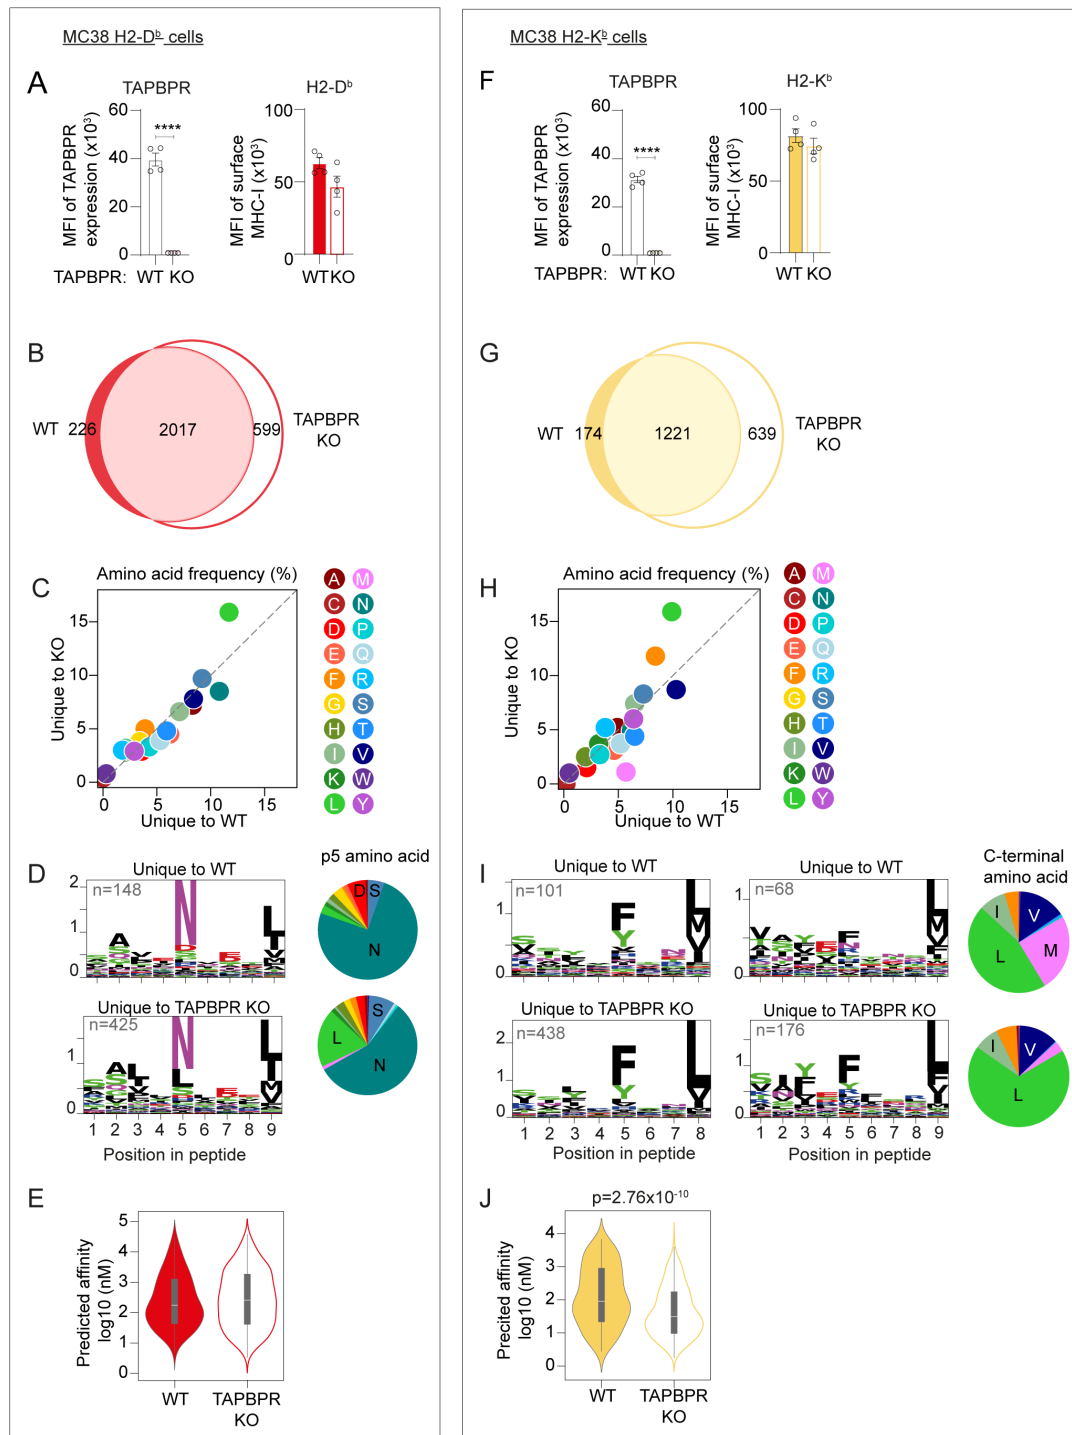 MC38 H2-Dᵇ cells
A
TAPBPR
H2-Dᵇ
MFI of TAPBPR
expression (x10³)
60
40
20
0
****
MFI of surface
MHC-I (x10³)
100
50
0
TAPBPR: WT KO
WT KO
B
WT 226 2017 599 TAPBPR
KO
C
Amino acid frequency (%)
Unique to KO
15
10
5
0
0 5 10 15
Unique to WT
A M
C N
D P
E Q
F R
G S
H T
I V
K W
L Y
D
Unique to WT
p5 amino acid
n=148
2
1
0
1 2 3 4 5 6 7 8 9
D S
N
Unique to TAPBPR KO
n=425
1
0
1 2 3 4 5 6 7 8 9
Position in peptide
S
L
N
E
Predicted affinity
log10 (nM)
5
4
3
2
1
0
WT TAPBPR
KO
MC38 H2-Kᵇ cells
F
TAPBPR
H2-Kᵇ
MFI of TAPBPR
expression (x10³)
60
40
20
0
****
MFI of surface
MHC-I (x10³)
100
50
0
TAPBPR: WT KO
WT KO
G
WT 174 1221 639 TAPBPR
KO
H
Amino acid frequency (%)
Unique to KO
15
10
5
0
0 5 10 15
Unique to WT
A M
C N
D P
E Q
F R
G S
H T
I V
K W
L Y
I
Unique to WT
Unique to WT
C-terminal
amino acid
n=101
n=68
1
0
1
0
I V
L M
Unique to TAPBPR KO
Unique to TAPBPR KO
n=438
n=176
1
0
1
0
1 2 3 4 5 6 7 8
1 2 3 4 5 6 7 8 9
Position in peptide
Position in peptide
I V
L
J
p=2.76x10⁻¹⁰
Precited affinity
log10 (nM)
4
3
2
1
0
WT TAPBPR
KO